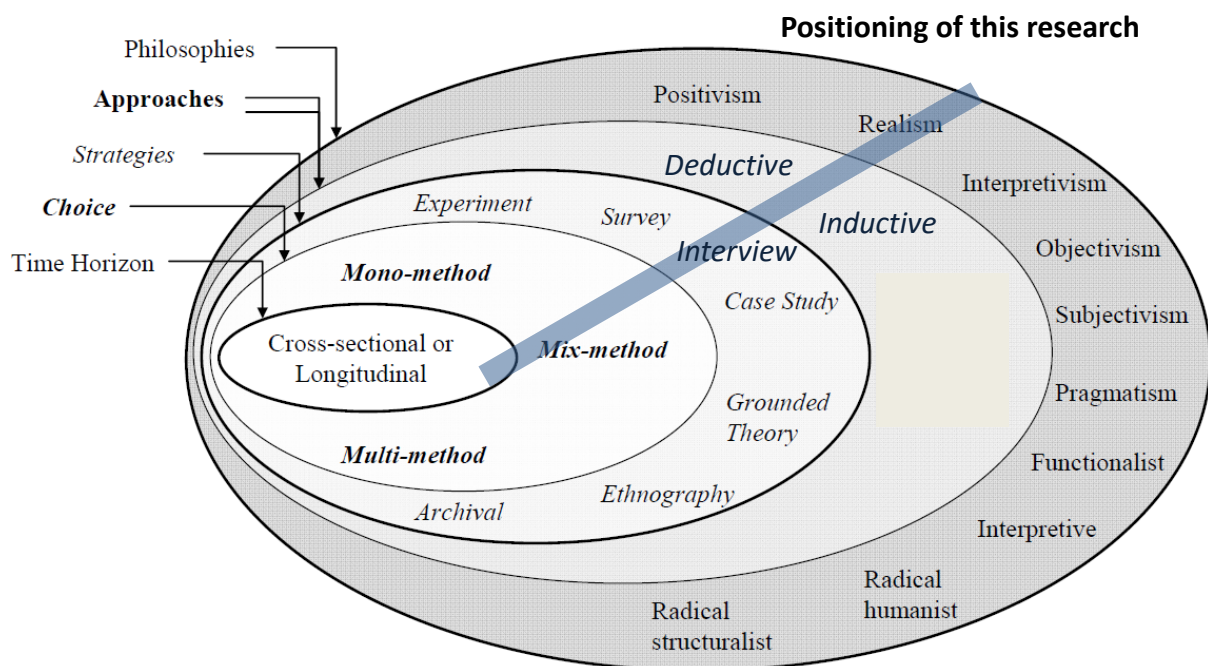 Positioning of this research
Philosophies
Approaches
Strategies
Choice
Time Horizon
Positivism
Realism
Interpretivism
Objectivism
Subjectivism
Pragmatism
Functionalist
Interpretive
Radical
humanist
Radical
structuralist
Deductive
Inductive
Experiment
Survey
Interview
Case Study
Grounded
Theory
Ethnography
Archival
Mono-method
Mix-method
Multi-method
Cross-sectional or
Longitudinal